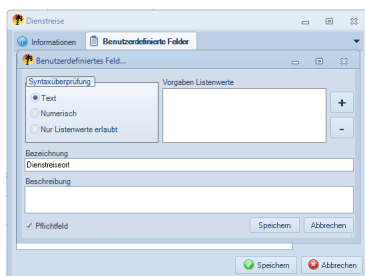 Dienstreise
Informationen Benutzerdefinierte Felder
Benutzerdefiniertes Feld...
Syntaxüberprüfung Vorgaben Listenwerte
Text
Numerisch
Nur Listenwerte erlaubt
+
-
Bezeichnung
Dienstreiseort
Beschreibung
Pflichtfeld Speichern Abbrechen
Speichern Abbrechen